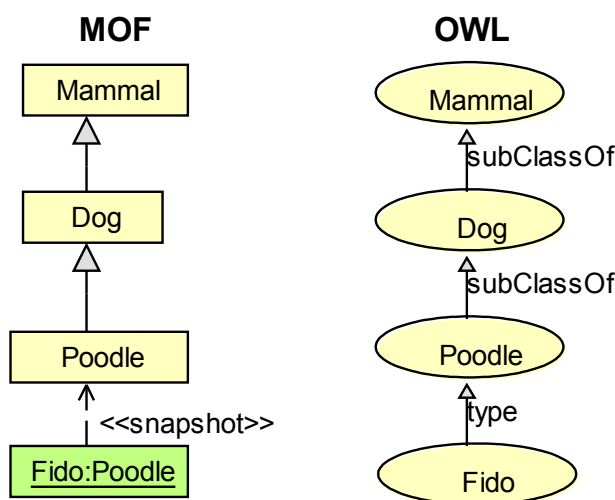 MOF
Mammal
Dog
Poodle
<<snapshot>>
Fido:Poodle
OWL
Mammal
subClassOf
Dog
subClassOf
Poodle
type
Fido